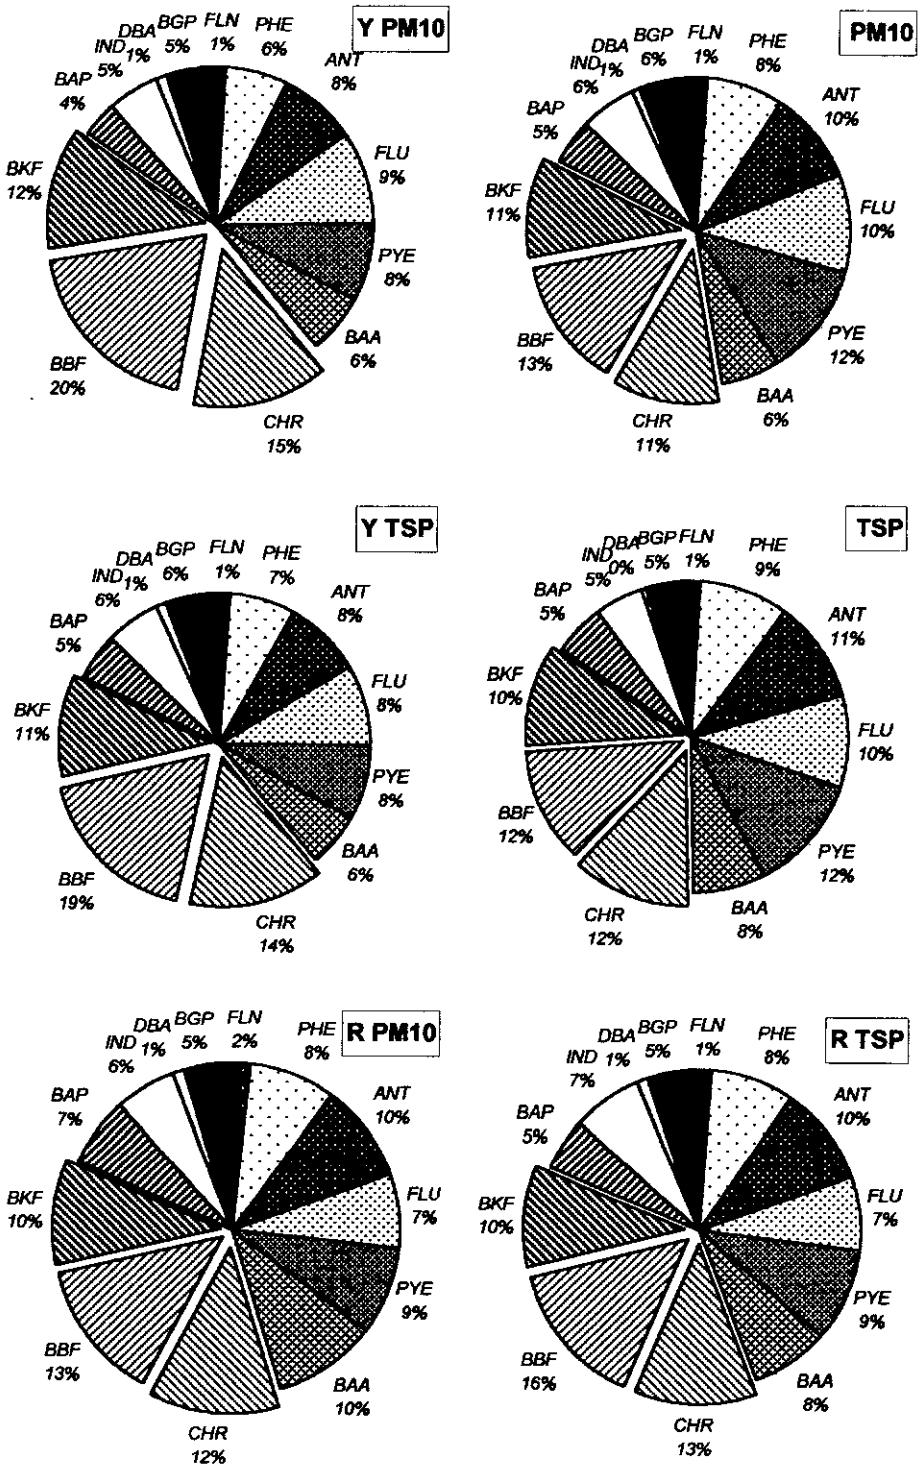 Y PM10
FLN
1%
PHE
6%
ANT
8%
FLU
9%
PYE
8%
BAA
6%
CHR
15%
BBF
20%
BKF
12%
BAP
4%
IND
5%
DBA
1%
BGP
5%
PM10
FLN
1%
PHE
8%
ANT
10%
FLU
10%
PYE
12%
BAA
6%
CHR
11%
BBF
13%
BKF
11%
BAP
5%
IND
6%
DBA
1%
BGP
6%
Y TSP
FLN
1%
PHE
7%
ANT
8%
FLU
8%
PYE
8%
BAA
6%
CHR
14%
BBF
19%
BKF
11%
BAP
5%
IND
6%
DBA
1%
BGP
6%
TSP
FLN
1%
PHE
9%
ANT
11%
FLU
10%
PYE
12%
BAA
8%
CHR
12%
BBF
12%
BKF
10%
BAP
5%
IND
5%
DBA
0%
BGP
5%
R PM10
FLN
2%
PHE
8%
ANT
10%
FLU
7%
PYE
9%
BAA
10%
CHR
12%
BBF
13%
BKF
10%
BAP
7%
IND
6%
DBA
1%
BGP
5%
R TSP
FLN
1%
PHE
8%
ANT
10%
FLU
7%
PYE
9%
BAA
8%
CHR
13%
BBF
16%
BKF
10%
BAP
5%
IND
7%
DBA
1%
BGP
5%